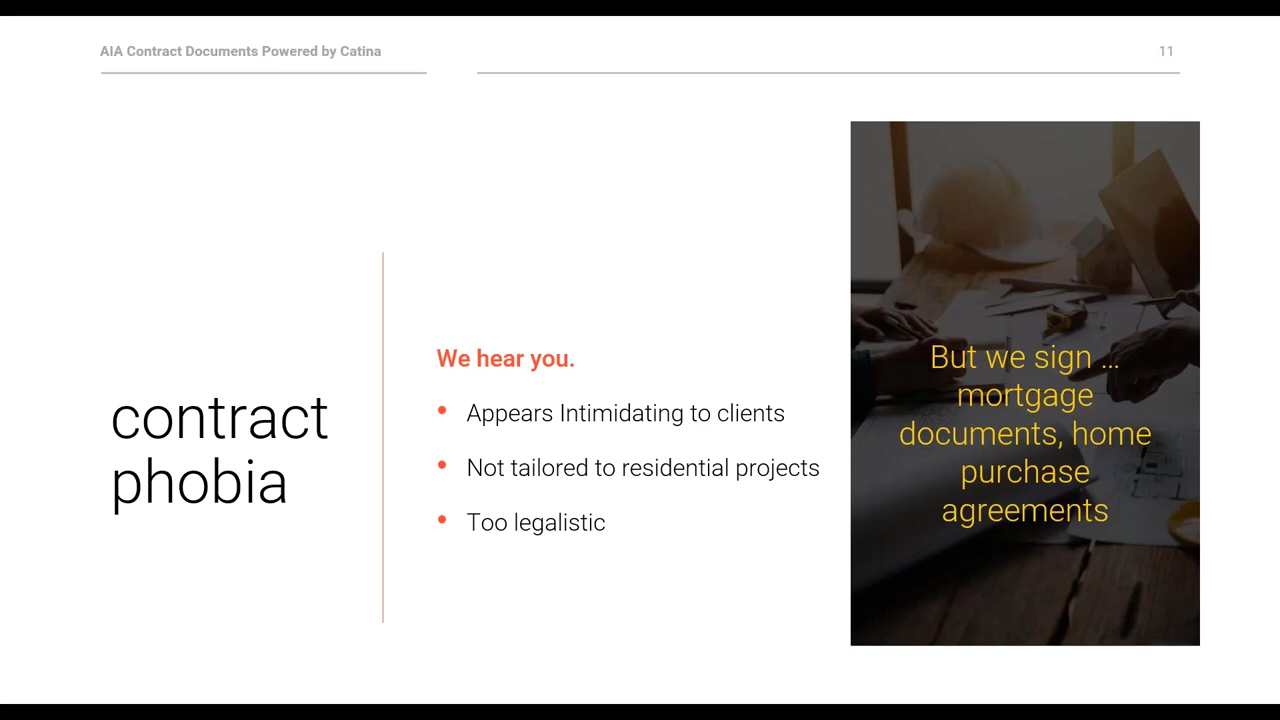 AIA Contract Documents Powered by Catina
11
contract
phobia
We hear you.
• Appears Intimidating to clients
• Not tailored to residential projects
• Too legalistic
But we sign ...
mortgage
documents, home
purchase
agreements